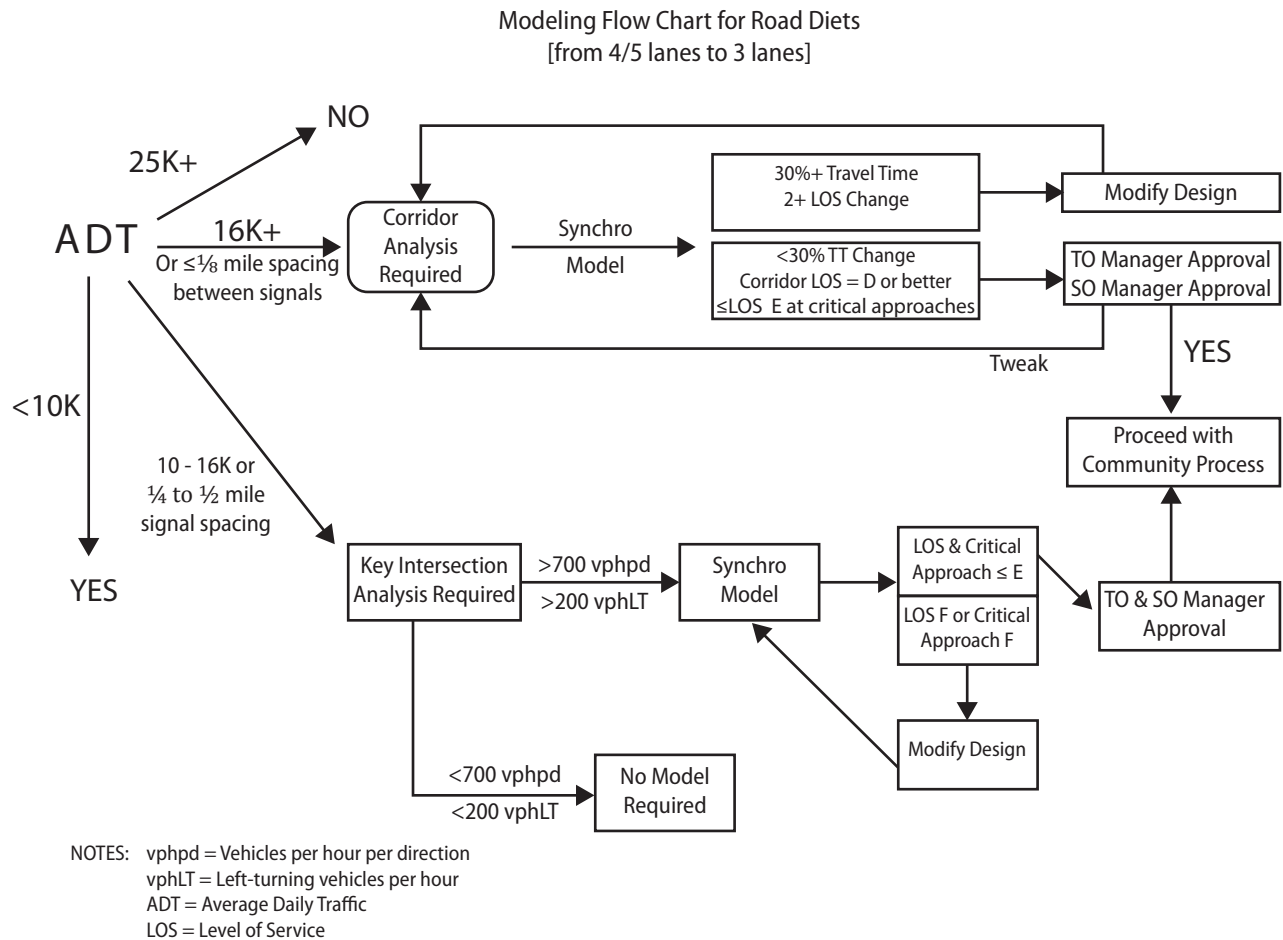 Modeling Flow Chart for Road Diets
[from 4/5 lanes to 3 lanes]
NO
25K+
ADT
16K+
Or ≤⅛ mile spacing
between signals
Corridor
Analysis
Required
Synchro
Model
30%+ Travel Time
2+ LOS Change
Modify Design
<30% TT Change
Corridor LOS = D or better
≤LOS E at critical approaches
TO Manager Approval
SO Manager Approval
Tweak
YES
<10K
YES
10 - 16K or
¼ to ½ mile
signal spacing
Proceed with
Community Process
Key Intersection
Analysis Required
>700 vphpd
>200 vphLT
Synchro
Model
LOS & Critical
Approach ≤ E
LOS F or Critical
Approach F
TO & SO Manager
Approval
Modify Design
<700 vphpd
<200 vphLT
No Model
Required
NOTES: vphpd = Vehicles per hour per direction
vphLT = Left-turning vehicles per hour
ADT = Average Daily Traffic
LOS = Level of Service